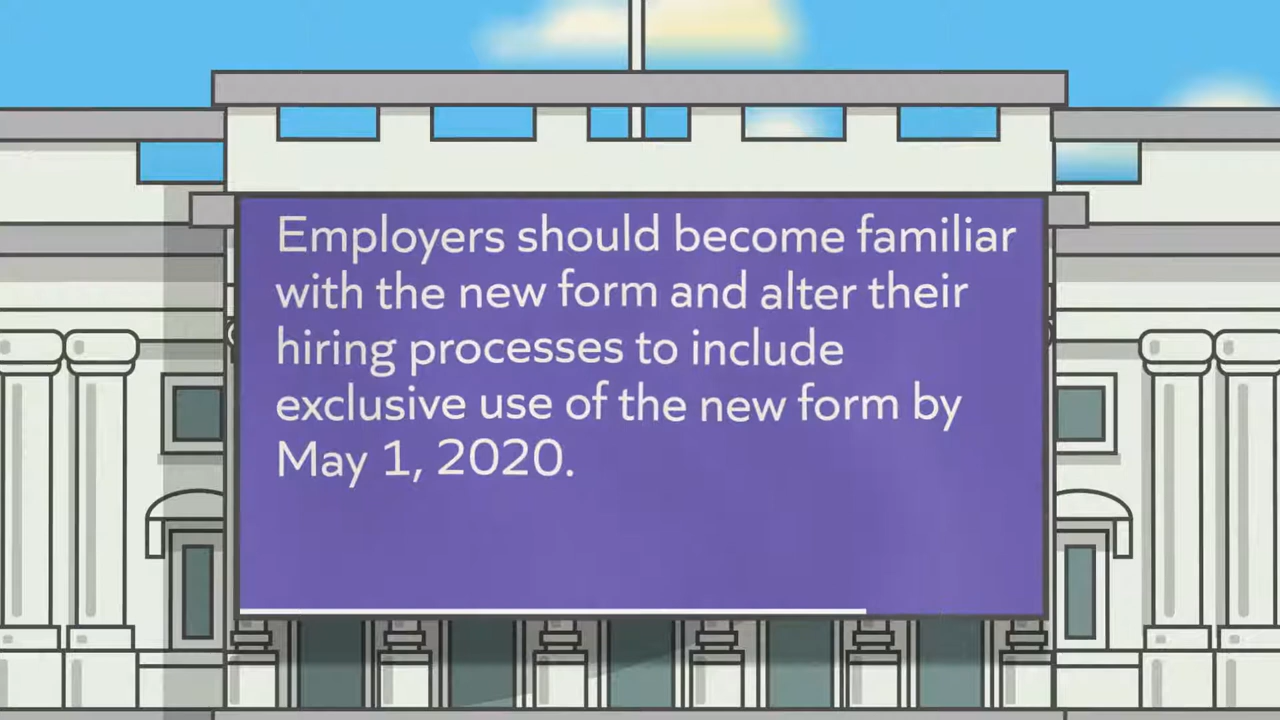 Employers should become familiar
with the new form and alter their
hiring processes to include
exclusive use of the new form by
May 1, 2020.